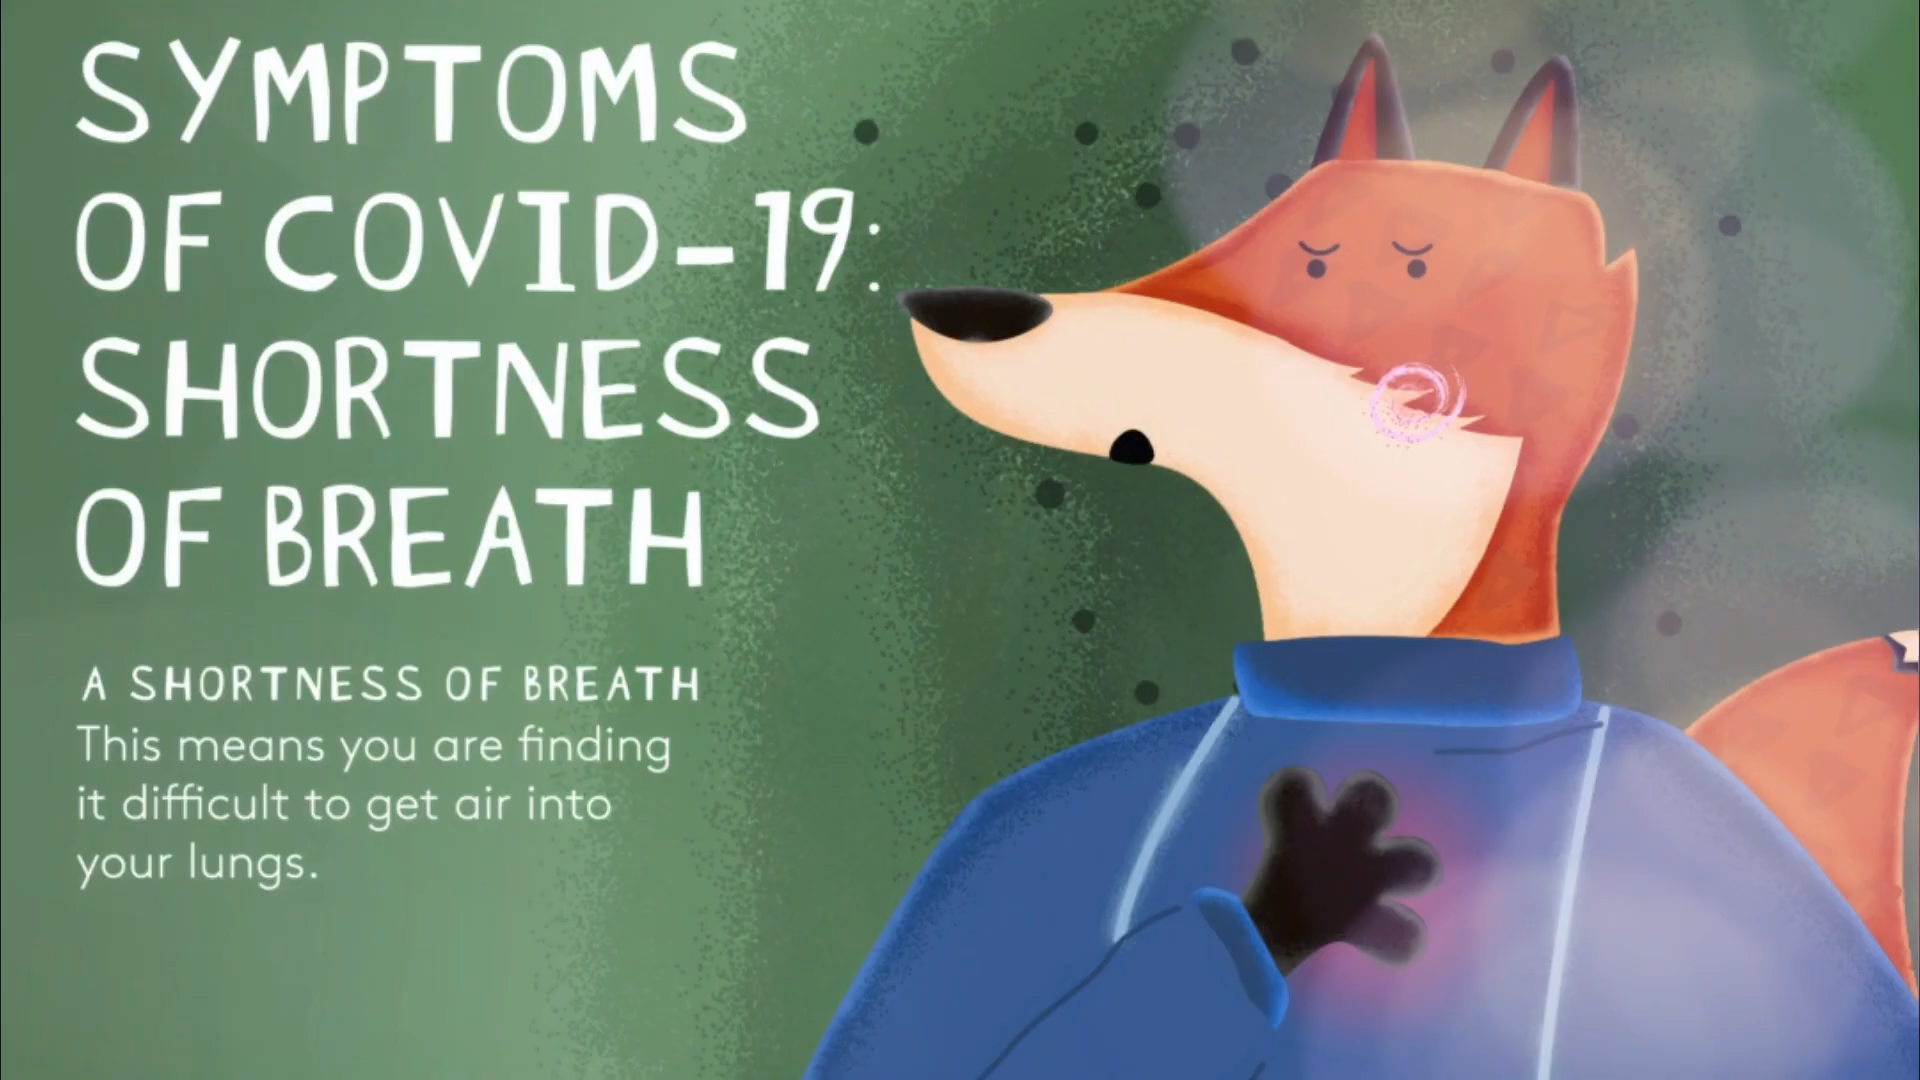 SYMPTOMS
OF COVID-19:
SHORTNESS
OF BREATH
A SHORTNESS OF BREATH
This means you are finding
it difficult to get air into
your lungs.